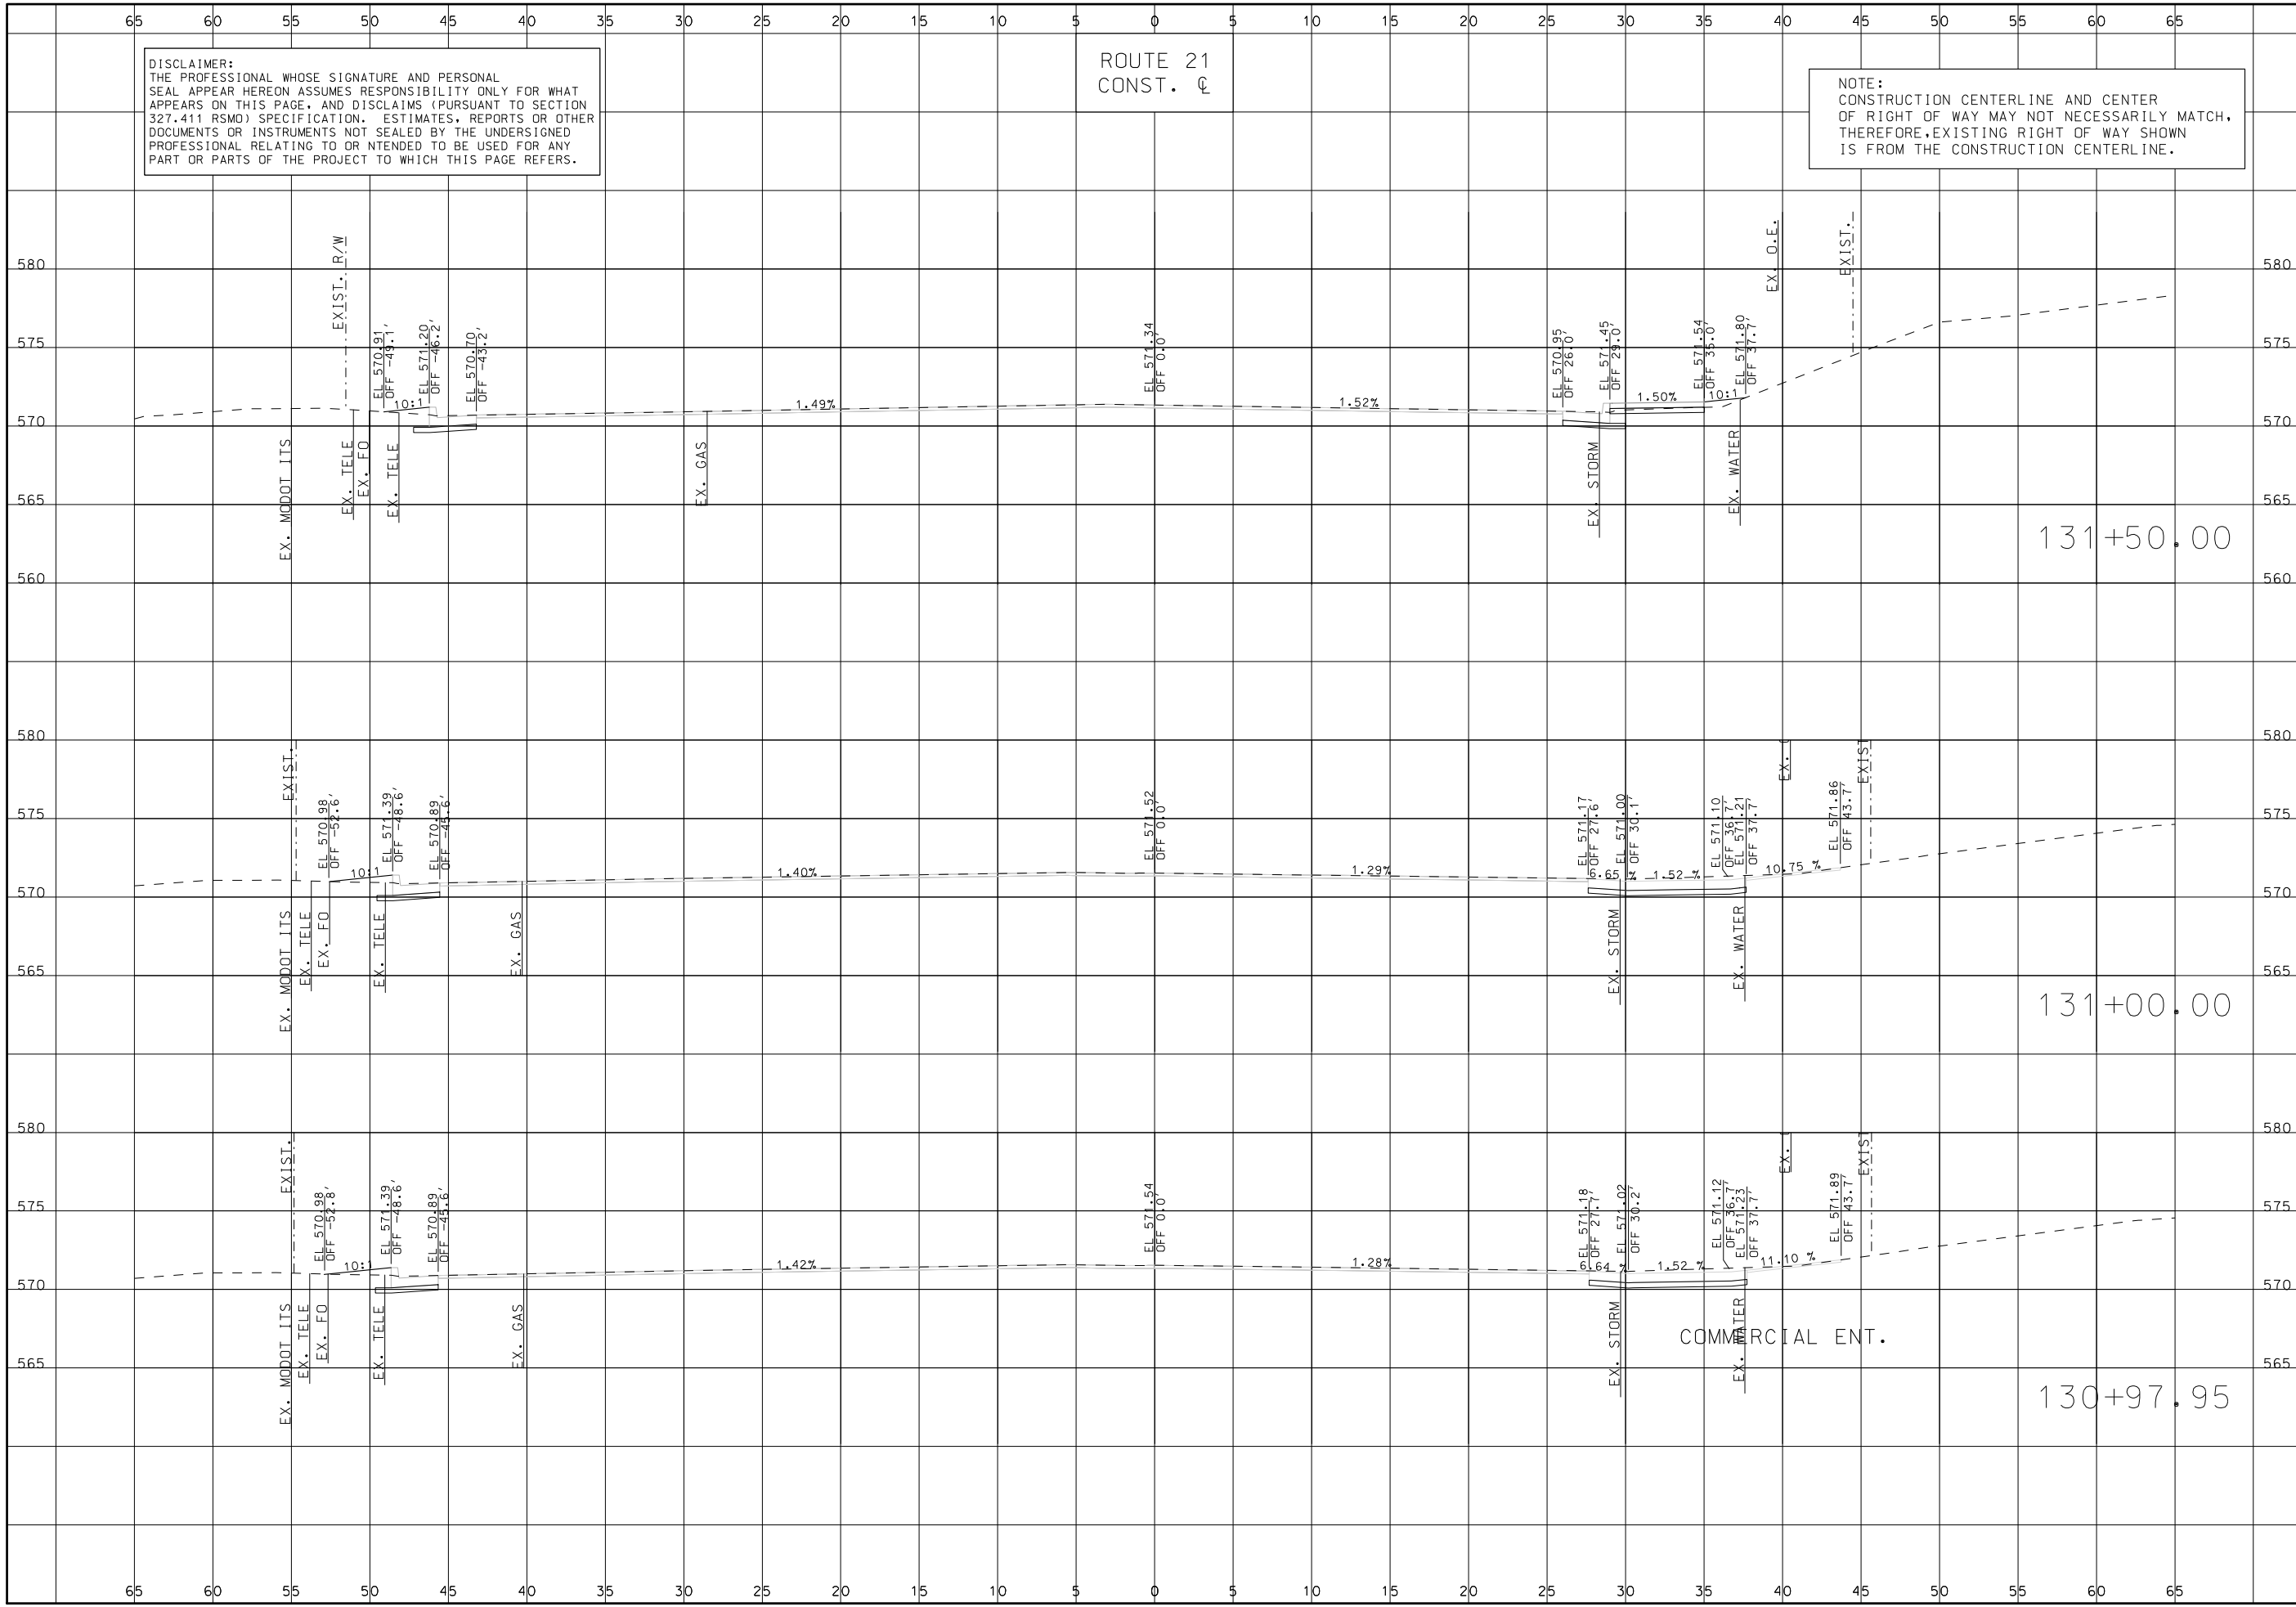 65 60 55 50 45 40 35 30 25 20 15 10 5 0 5 10 15 20 25 30 35 40 45 50 55 60 65
DISCLAIMER:
THE PROFESSIONAL WHOSE SIGNATURE AND PERSONAL
SEAL APPEAR HEREON ASSUMES RESPONSIBILITY ONLY FOR WHAT
APPEARS ON THIS PAGE, AND DISCLAIMS (PURSUANT TO SECTION
327.411 RSMO) SPECIFICATION. ESTIMATES, REPORTS OR OTHER
DOCUMENTS OR INSTRUMENTS NOT SEALED BY THE UNDERSIGNED
PROFESSIONAL RELATING TO OR NTENDED TO BE USED FOR ANY
PART OR PARTS OF THE PROJECT TO WHICH THIS PAGE REFERS.
ROUTE 21
CONST. ℄
NOTE:
CONSTRUCTION CENTERLINE AND CENTER
OF RIGHT OF WAY MAY NOT NECESSARILY MATCH,
THEREFORE,EXISTING RIGHT OF WAY SHOWN
IS FROM THE CONSTRUCTION CENTERLINE.
580 580
575 575
570 570
565 565
560 560
EXIST. R/W
EL 570.91
OFF -49.1'
EL 571.20
OFF -46.2'
EL 570.70
OFF -43.2'
EL 571.34
OFF 0.0'
EL 570.95
OFF 26.0'
EL 571.45
OFF 29.0'
EL 571.54
OFF 35.0'
EL 571.80
OFF 37.7'
EX. O.E.
EXIST.
10:1
1.49%
1.52%
1.50%
10:1
EX. MODOT ITS
EX. TELE
EX. FO
EX. TELE
EX. GAS
EX. STORM
EX. WATER
131+50.00
580 580
575 575
570 570
565 565
EXIST.
EL 570.98
OFF -52.6'
EL 571.39
OFF -48.6'
EL 570.89
OFF -45.6'
EL 571.52
OFF 0.0'
EL 571.17
OFF 27.6'
EL 571.00
OFF 30.1'
EL 571.10
OFF 36.7'
EL 571.21
OFF 37.7'
EX.
EL 571.86
OFF 43.7'
EXIST
10:1
1.40%
1.29%
6.65 %
1.52 %
10.75 %
EX. MODOT ITS
EX. TELE
EX. FO
EX. TELE
EX. GAS
EX. STORM
EX. WATER
131+00.00
580 580
575 575
570 570
565 565
EXIST.
EL 570.98
OFF -52.8'
EL 571.39
OFF -48.6'
EL 570.89
OFF -45.6'
EL 571.54
OFF 0.0'
EL 571.18
OFF 27.7'
EL 571.02
OFF 30.2'
EL 571.12
OFF 36.7'
EL 571.23
OFF 37.7'
EX.
EL 571.89
OFF 43.7'
EXIST
10:1
1.42%
1.28%
6.64 %
1.52 %
11.10 %
EX. MODOT ITS
EX. TELE
EX. FO
EX. TELE
EX. GAS
EX. STORM
EX. WATER
COMMERCIAL ENT.
130+97.95
65 60 55 50 45 40 35 30 25 20 15 10 5 0 5 10 15 20 25 30 35 40 45 50 55 60 65